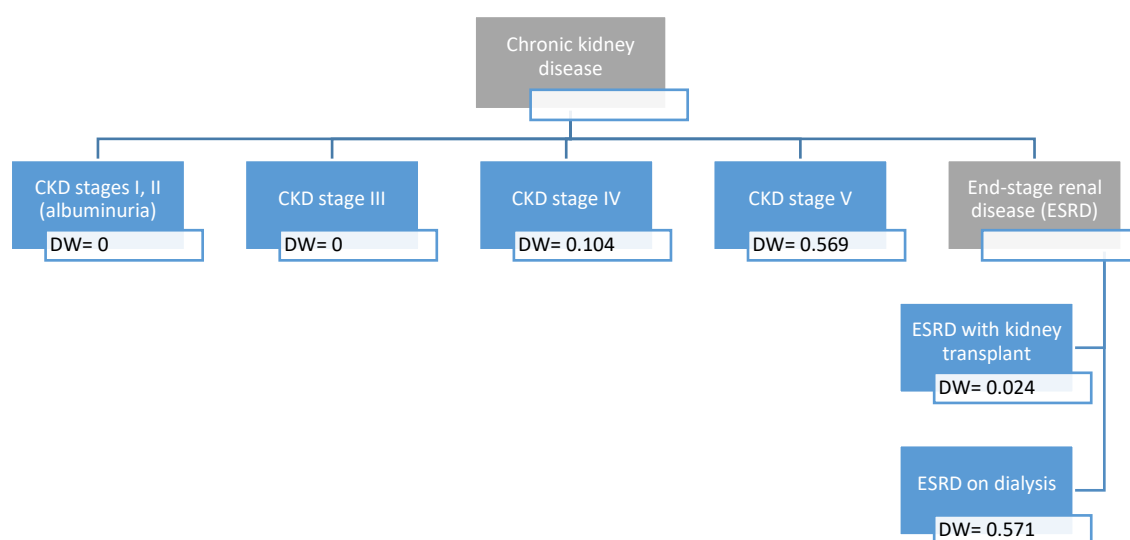 Chronic kidney
disease
CKD stages I, II
(albuminuria)
DW= 0
CKD stage III
DW= 0
CKD stage IV
DW= 0.104
CKD stage V
DW= 0.569
End-stage renal
disease (ESRD)
ESRD with kidney
transplant
DW= 0.024
ESRD on dialysis
DW= 0.571